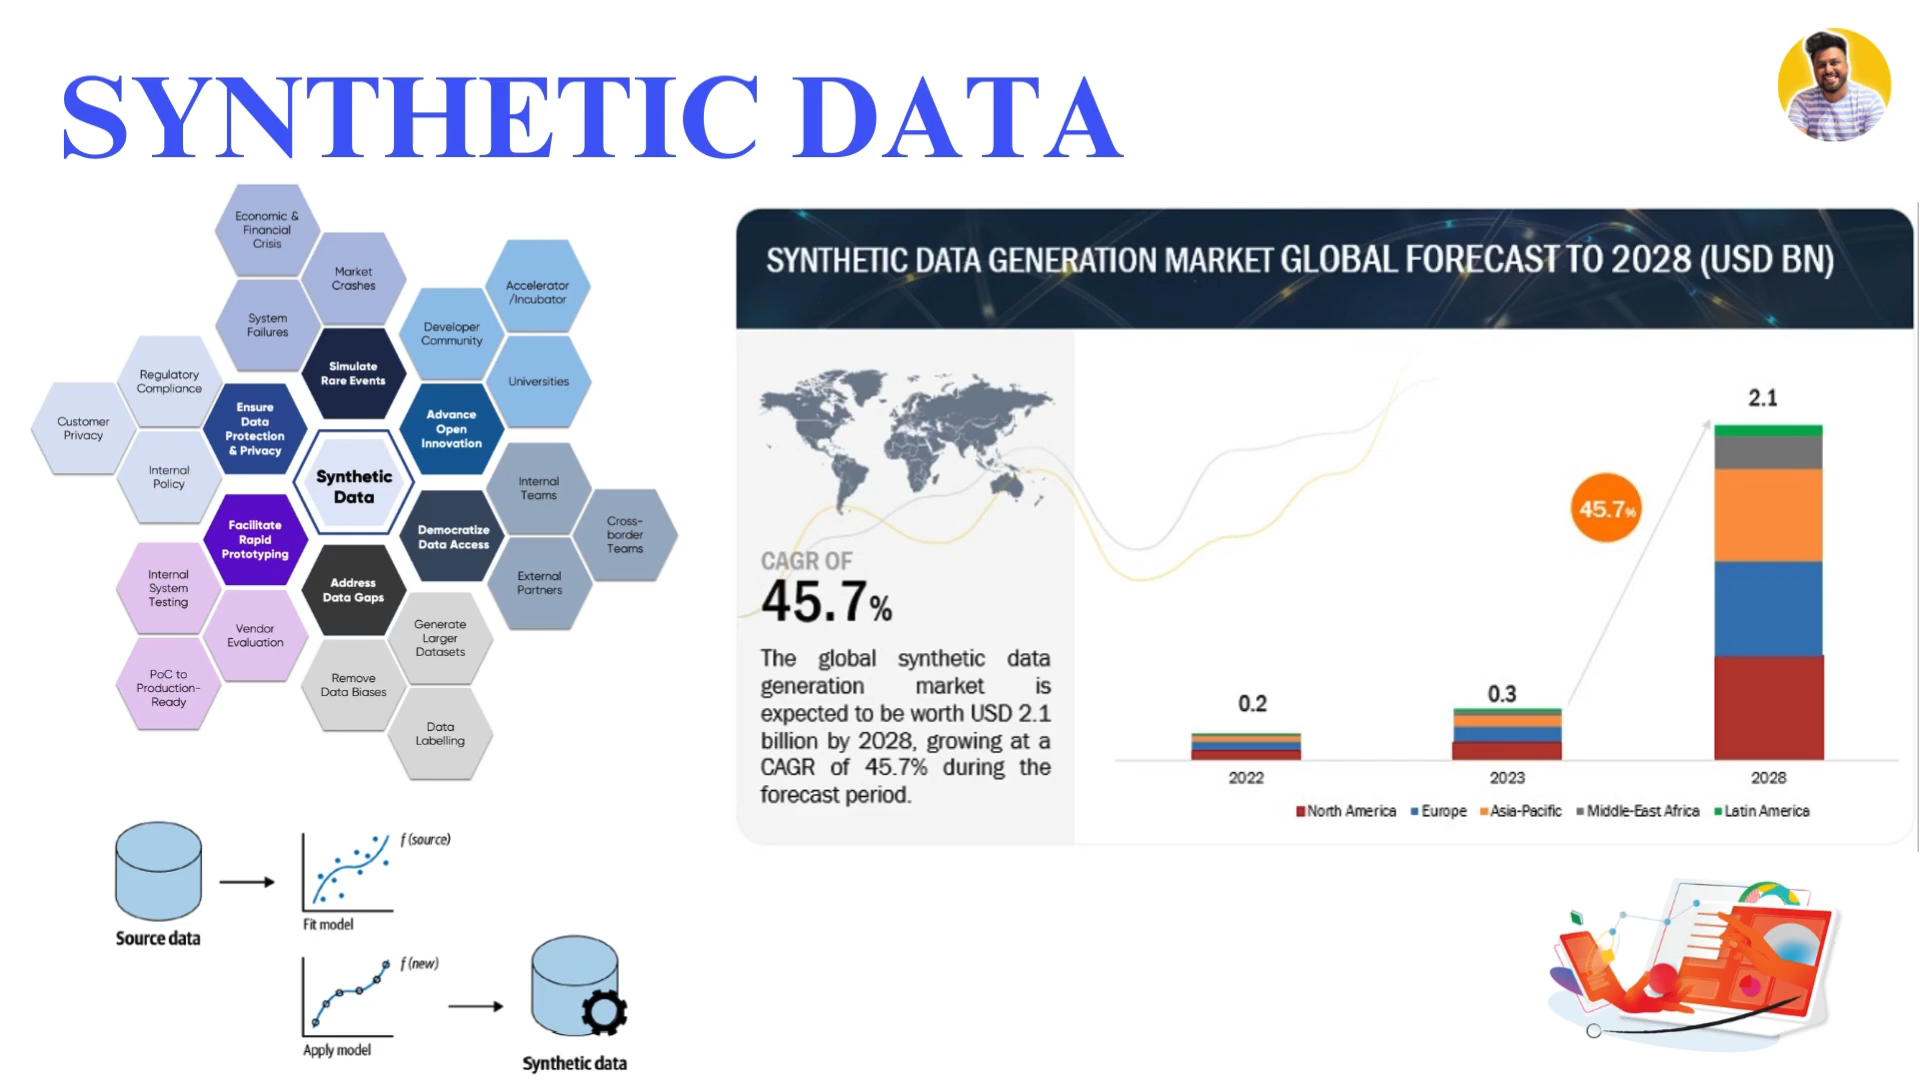 SYNTHETIC DATA
Economic &
Financial
Crisis
Market
Crashes
System
Failures
Simulate
Rare Events
Accelerator
/Incubator
Developer
Community
Universities
Advance
Open
Innovation
Regulatory
Compliance
Customer
Privacy
Internal
Policy
Ensure
Data
Protection
& Privacy
Synthetic
Data
Internal
Teams
Cross-
border
Teams
External
Partners
Democratize
Data Access
Facilitate
Rapid
Prototyping
Internal
System
Testing
Vendor
Evaluation
PoC to
Production-
Ready
Address
Data Gaps
Generate
Larger
Datasets
Remove
Data Biases
Data
Labelling
Source data
f(source)
Fit model
f(new)
Apply model
Synthetic data
SYNTHETIC DATA GENERATION MARKET GLOBAL FORECAST TO 2028 (USD BN)
CAGR OF
45.7%
The global synthetic data
generation market is
expected to be worth USD 2.1
billion by 2028, growing at a
CAGR of 45.7% during the
forecast period.
0.2
0.3
45.7%
2.1
2022
2023
2028
North America
Europe
Asia-Pacific
Middle-East Africa
Latin America